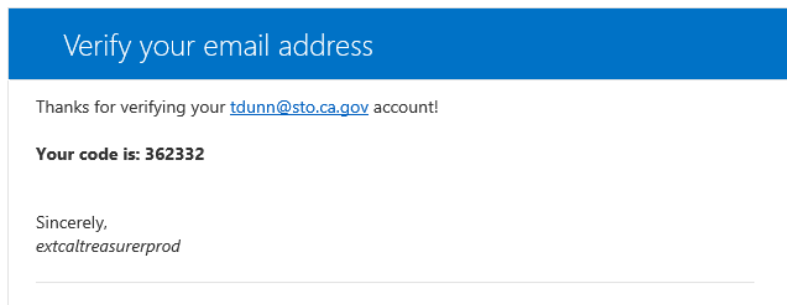 Verify your email address
Thanks for verifying your tdunn@sto.ca.gov account!
Your code is: 362332
Sincerely,
extcaltreasurerprod